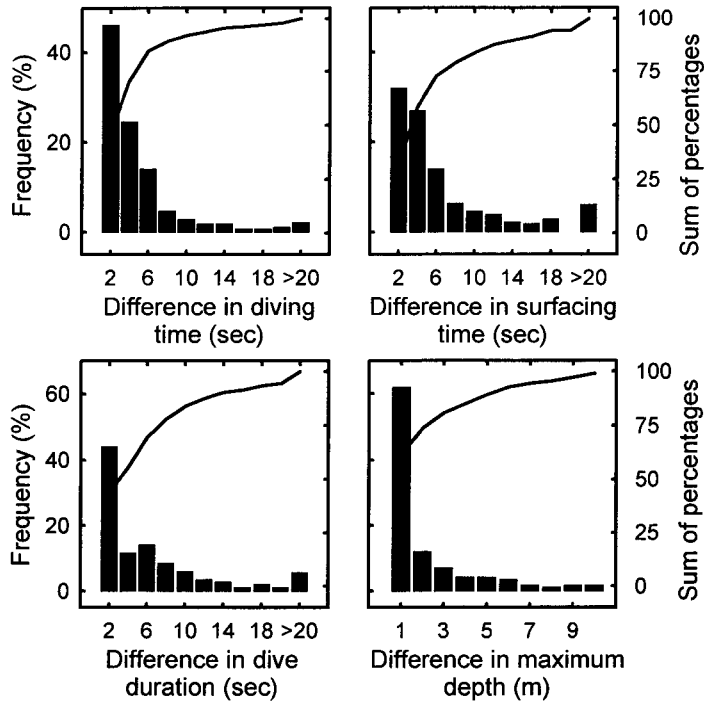 Frequency (%)
40
20
0
2 6 10 14 18 >20
Difference in diving
time (sec)
2 6 10 14 18 >20
Difference in surfacing
time (sec)
100
75
50
25
0
Sum of percentages
Frequency (%)
60
40
20
0
2 6 10 14 18 >20
Difference in dive
duration (sec)
1 3 5 7 9
Difference in maximum
depth (m)
100
75
50
25
0
Sum of percentages